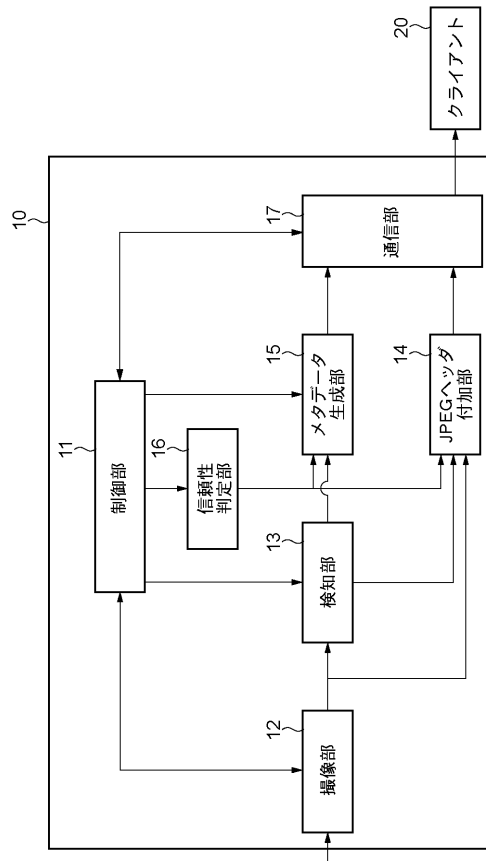 10
11
制御部
16
信頼性
判定部
12
撮像部
13
検知部
15
メタデータ
生成部
14
JPEGヘッダ
付加部
17
通信部
20
クライアント